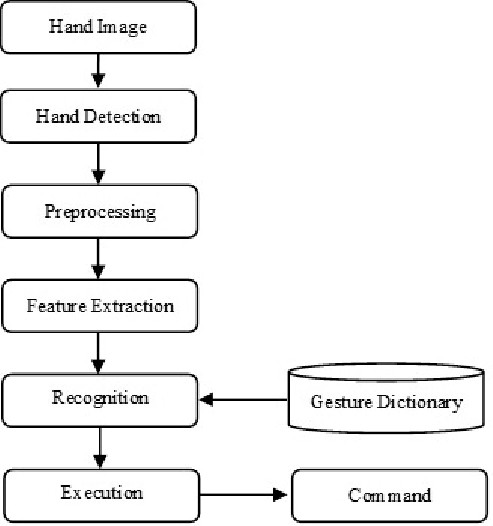 Hand Image
Hand Detection
Preprocessing
Feature Extraction
Recognition
Gesture Dictionary
Execution
Command